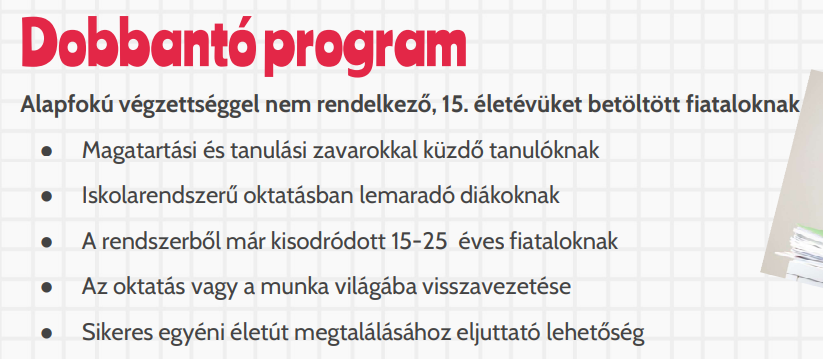 Dobbantó program
Alapfokú végzettséggel nem rendelkező, 15. életévüket betöltött fiataloknak
● Magatartási és tanulási zavarokkal küzdő tanulóknak
● Iskolarendszerű oktatásban lemaradó diákoknak
● A rendszerből már kisodródott 15-25 éves fiataloknak
● Az oktatás vagy a munka világába visszavezetése
● Sikeres egyéni életút megtalálásához eljuttató lehetőség